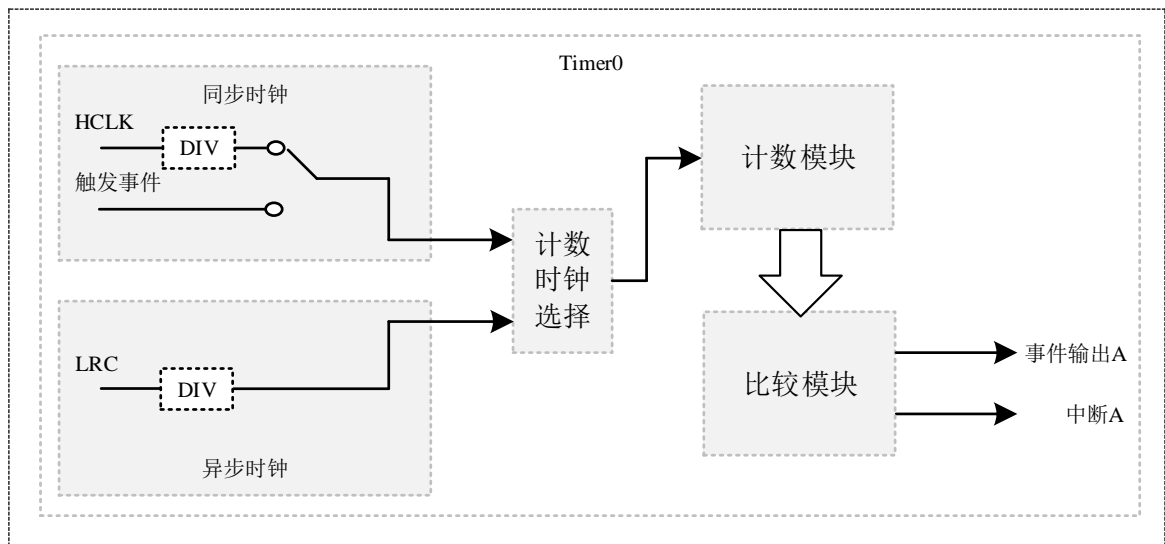 Timer0
同步时钟
HCLK
DIV
触发事件
计数
时钟
选择
计数模块
LRC
DIV
异步时钟
比较模块
事件输出A
中断A